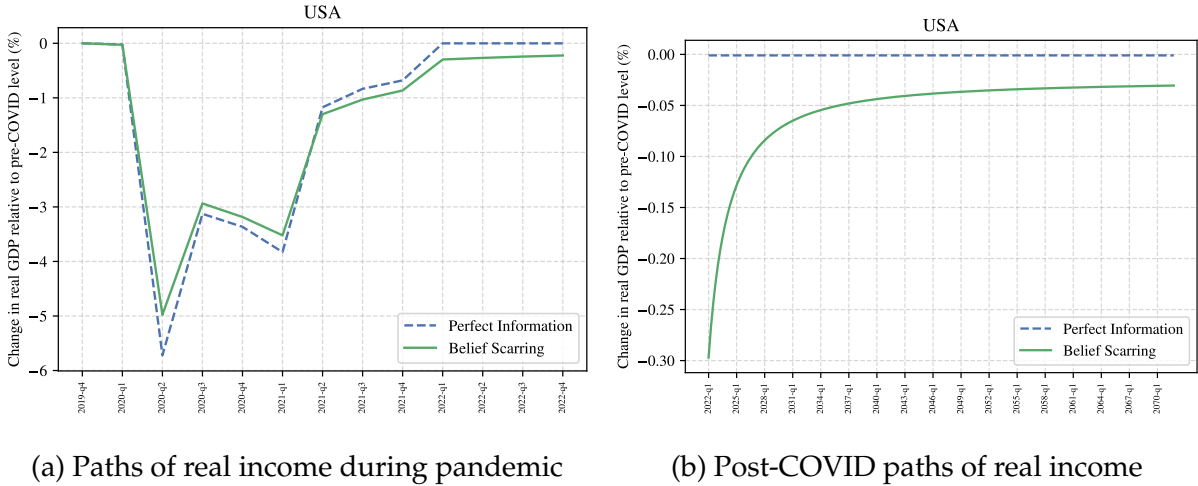 USA
Change in real GDP relative to pre-COVID level (%)
0
−1
−2
−3
−4
−5
−6
2019-q4
2020-q1
2020-q2
2020-q3
2020-q4
2021-q1
2021-q2
2021-q3
2021-q4
2022-q1
2022-q2
2022-q3
2022-q4
Perfect Information
Belief Scarring
(a) Paths of real income during pandemic
USA
Change in real GDP relative to pre-COVID level (%)
0.00
−0.05
−0.10
−0.15
−0.20
−0.25
−0.30
2022-q1
2025-q1
2028-q1
2031-q1
2034-q1
2037-q1
2040-q1
2043-q1
2046-q1
2049-q1
2052-q1
2055-q1
2058-q1
2061-q1
2064-q1
2067-q1
2070-q1
Perfect Information
Belief Scarring
(b) Post-COVID paths of real income